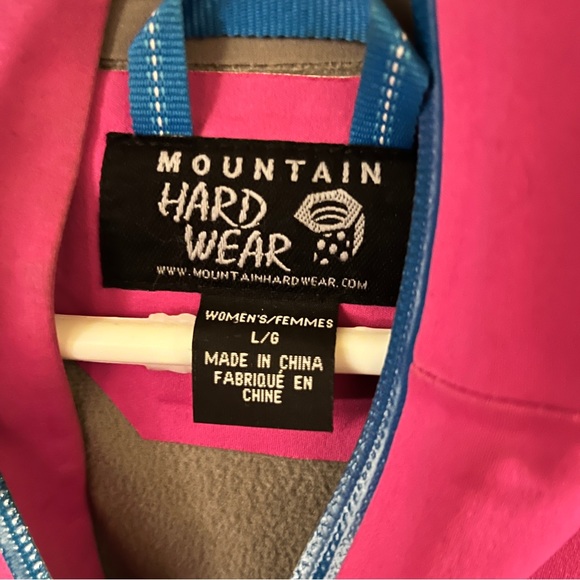 MOUNTAIN
HARD
WEAR
WWW.MOUNTAINHARDWEAR.COM
WOMEN'S/FEMMES
L/G
MADE IN CHINA
FABRIQUÉ EN
CHINE